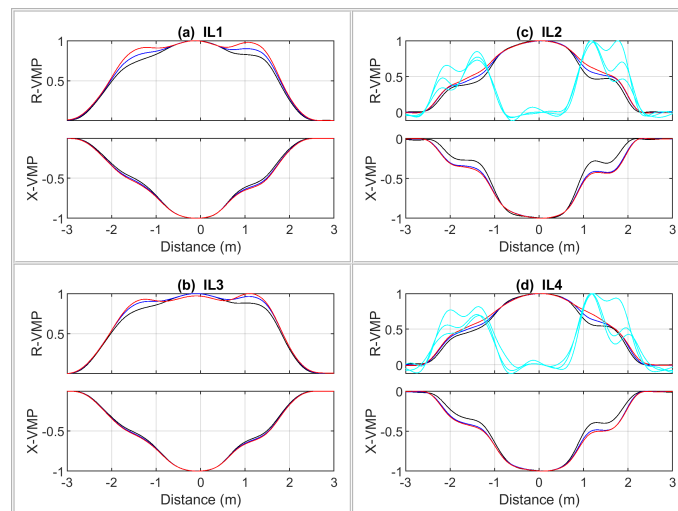 (a) IL1
1
0.5
R-VMP
-0.5
-1
X-VMP
-3 -2 -1 0 1 2 3
Distance (m)
(c) IL2
1
0.5
0
R-VMP
0
-0.5
-1
X-VMP
-3 -2 -1 0 1 2 3
Distance (m)
(b) IL3
1
0.5
R-VMP
-0.5
-1
X-VMP
-3 -2 -1 0 1 2 3
Distance (m)
(d) IL4
1
0.5
0
R-VMP
0
-0.5
-1
X-VMP
-3 -2 -1 0 1 2 3
Distance (m)